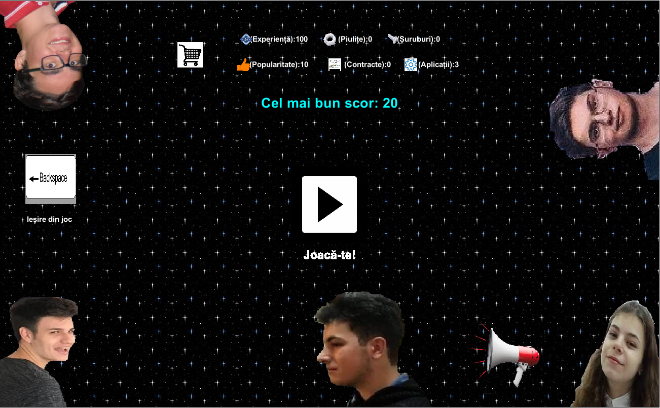 (Experiență):100 (Piulițe):0 (Șuruburi):0
(Popularitate):10 (Contracte):0 (Aplicații):3
Cel mai bun scor: 20
Backspace
Ieșire din joc
Joacă-te!